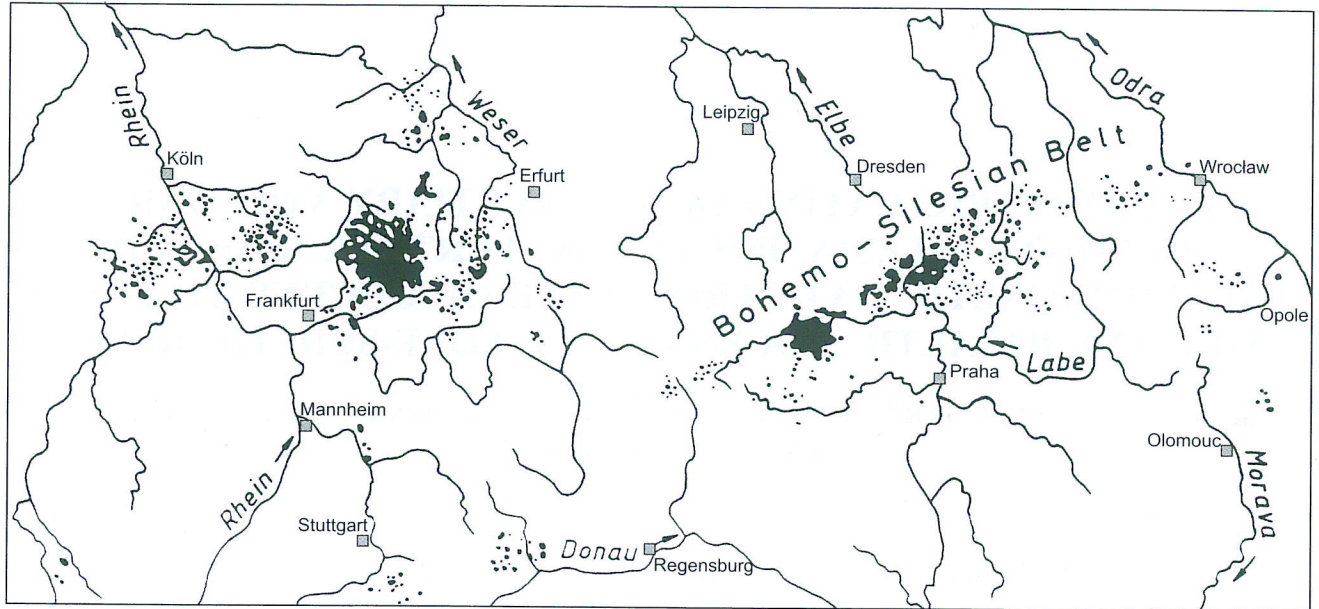 Rhein
Weser
Köln
Erfurt
Frankfurt
Mannheim
Rhein
Stuttgart
Donau
Regensburg
Leipzig
Elbe
Dresden
Odra
Wrocław
Bohemo-Silesian Belt
Opole
Labe
Praha
Olomouc
Morava